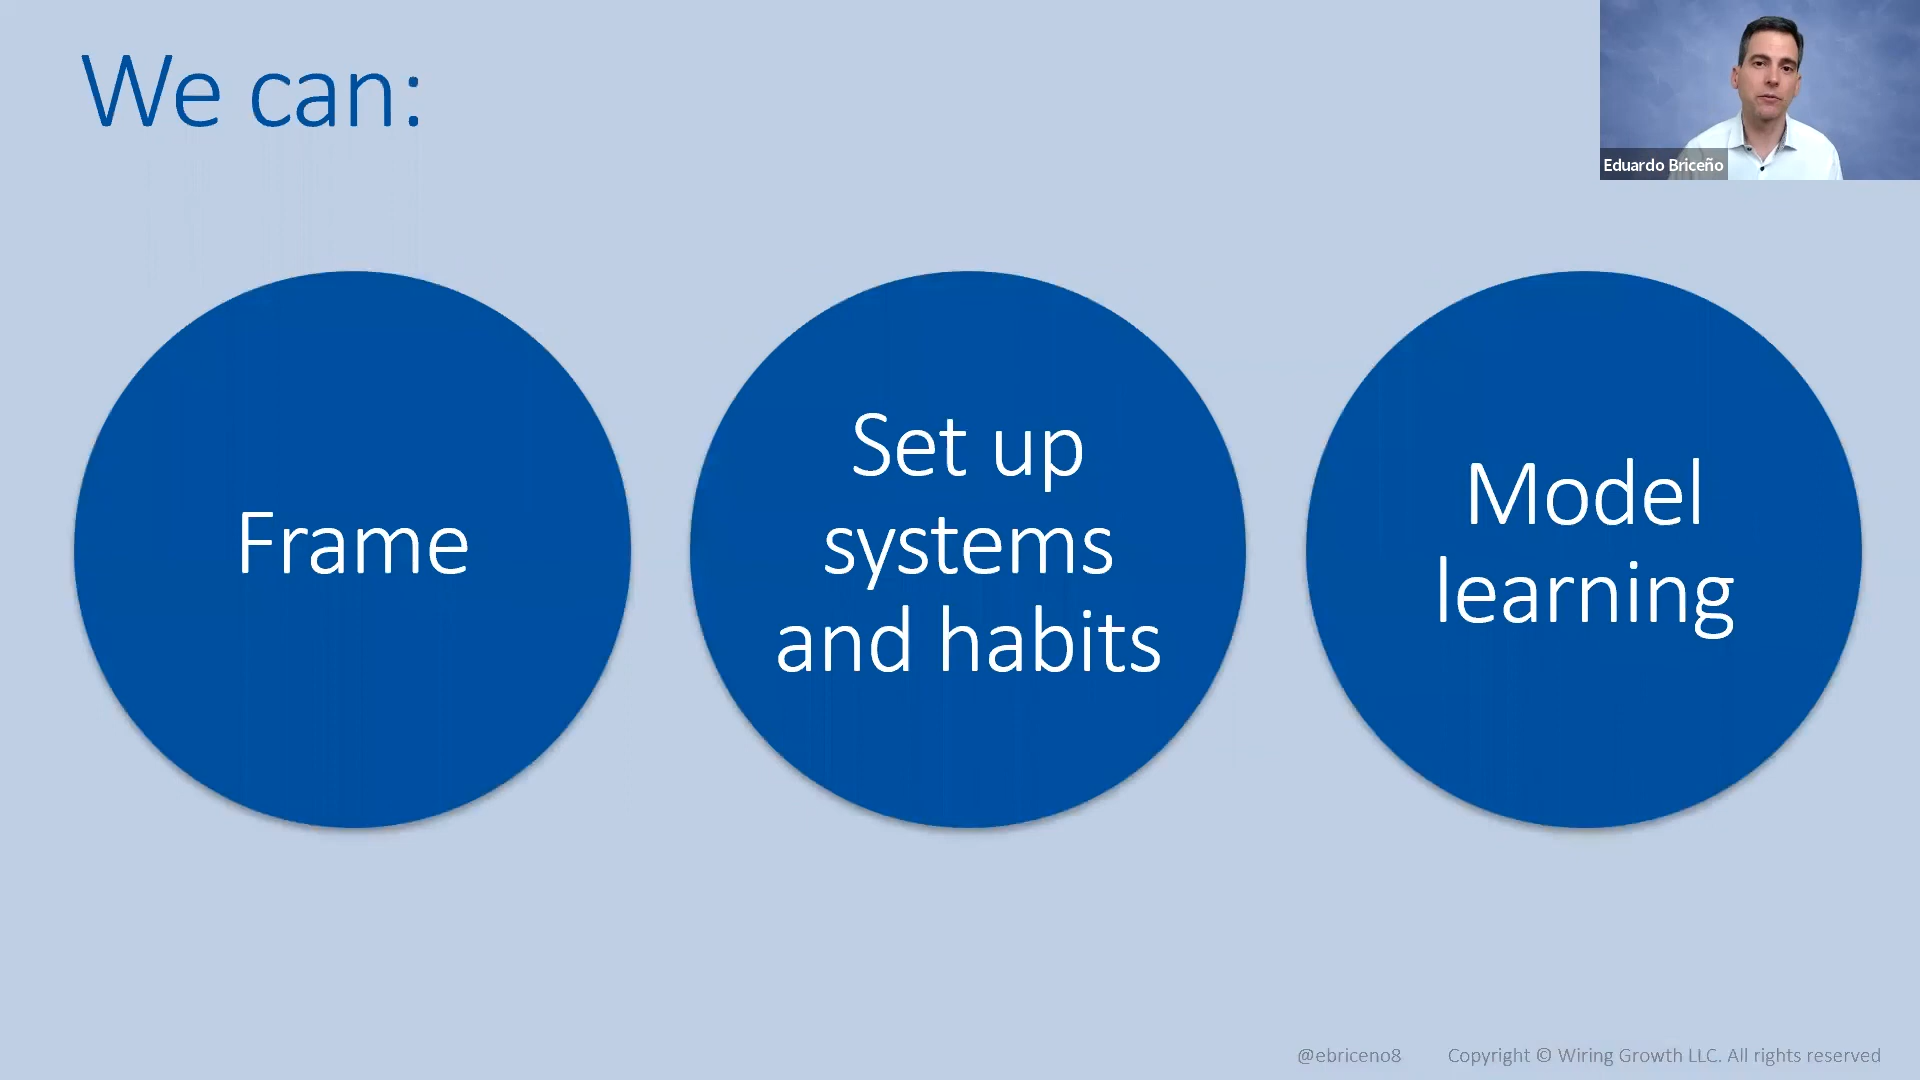 We can:
Eduardo Briceño
Frame
Set up
systems
and habits
Model
learning
@ebriceno8
Copyright © Wiring Growth LLC. All rights reserved